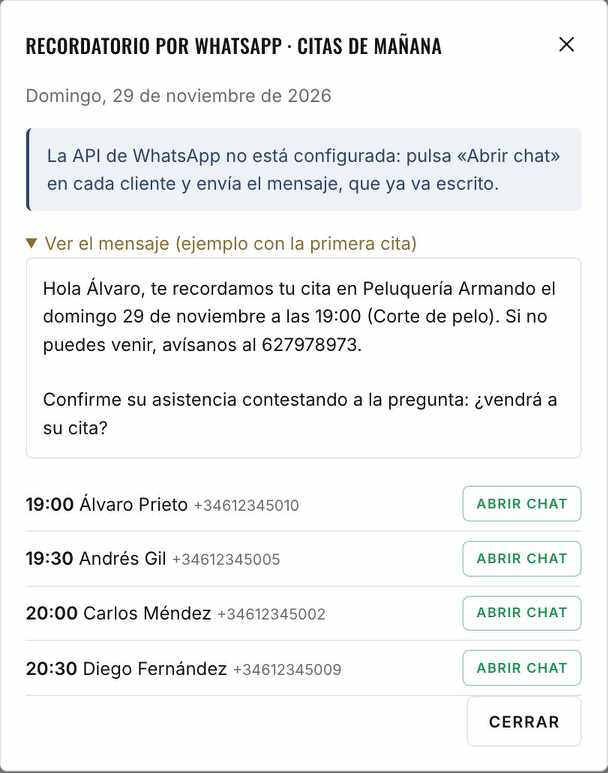 RECORDATORIO POR WHATSAPP · CITAS DE MAÑANA
Domingo, 29 de noviembre de 2026
La API de WhatsApp no está configurada: pulsa «Abrir chat»
en cada cliente y envía el mensaje, que ya va escrito.
▼ Ver el mensaje (ejemplo con la primera cita)
Hola Álvaro, te recordamos tu cita en Peluquería Armando el
domingo 29 de noviembre a las 19:00 (Corte de pelo). Si no
puedes venir, avísanos al 627978973.
Confirme su asistencia contestando a la pregunta: ¿vendrá a
su cita?
19:00 Álvaro Prieto +34612345010 ABRIR CHAT
19:30 Andrés Gil +34612345005 ABRIR CHAT
20:00 Carlos Méndez +34612345002 ABRIR CHAT
20:30 Diego Fernández +34612345009 ABRIR CHAT
CERRAR